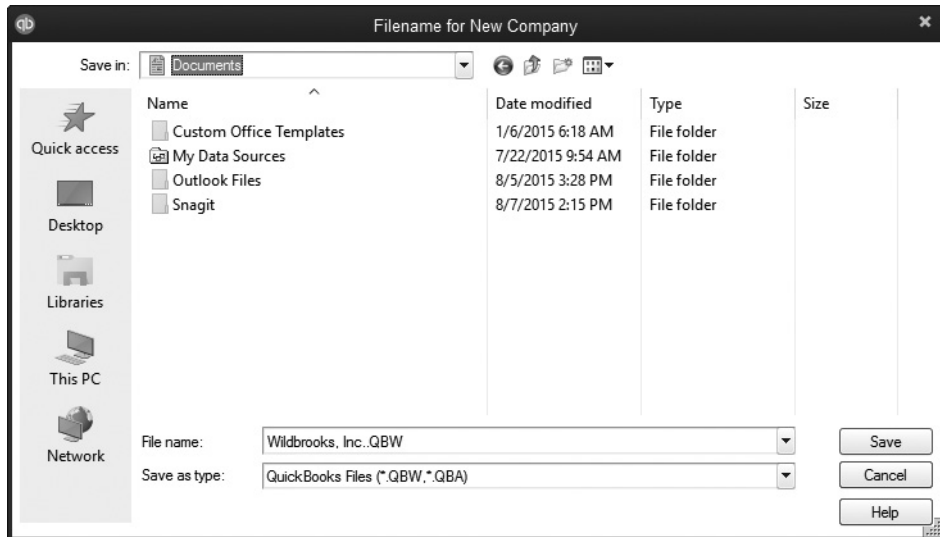 qb
Filename for New Company
Save in: Documents
Name Date modified Type Size
Custom Office Templates 1/6/2015 6:18 AM File folder
My Data Sources 7/22/2015 9:54 AM File folder
Outlook Files 8/5/2015 3:28 PM File folder
Snagit 8/7/2015 2:15 PM File folder
Quick access
Desktop
Libraries
This PC
Network
File name: Wildbrooks, Inc..QBW Save
Save as type: QuickBooks Files (*.QBW,*.QBA) Cancel
Help